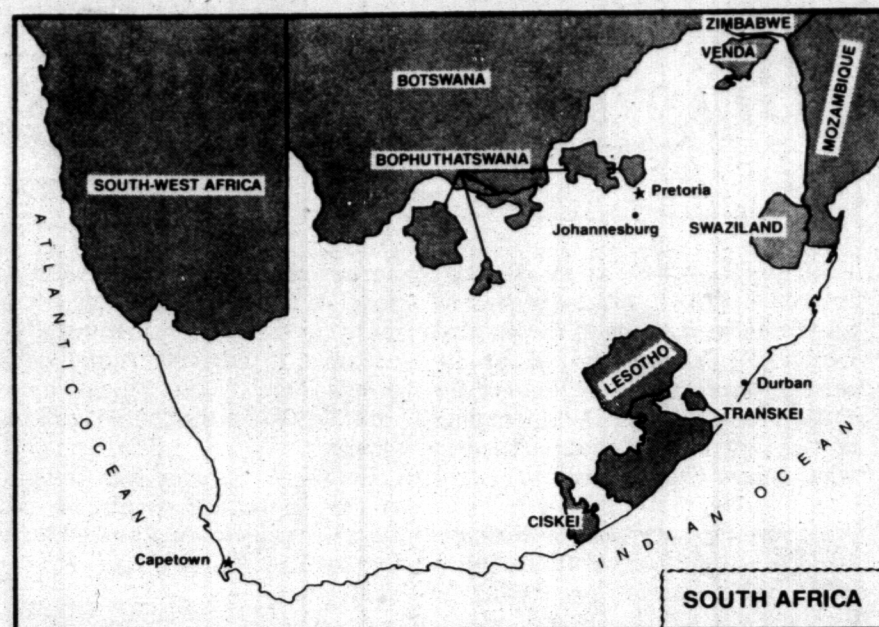 ZIMBABWE
VENDA
BOTSWANA
MOZAMBIQUE
BOPHUTHATSWANA
SOUTH-WEST AFRICA
Pretoria
Johannesburg
SWAZILAND
ATLANTIC OCEAN
LESOTHO
Durban
TRANSKEI
INDIAN OCEAN
CISKEI
Capetown
SOUTH AFRICA